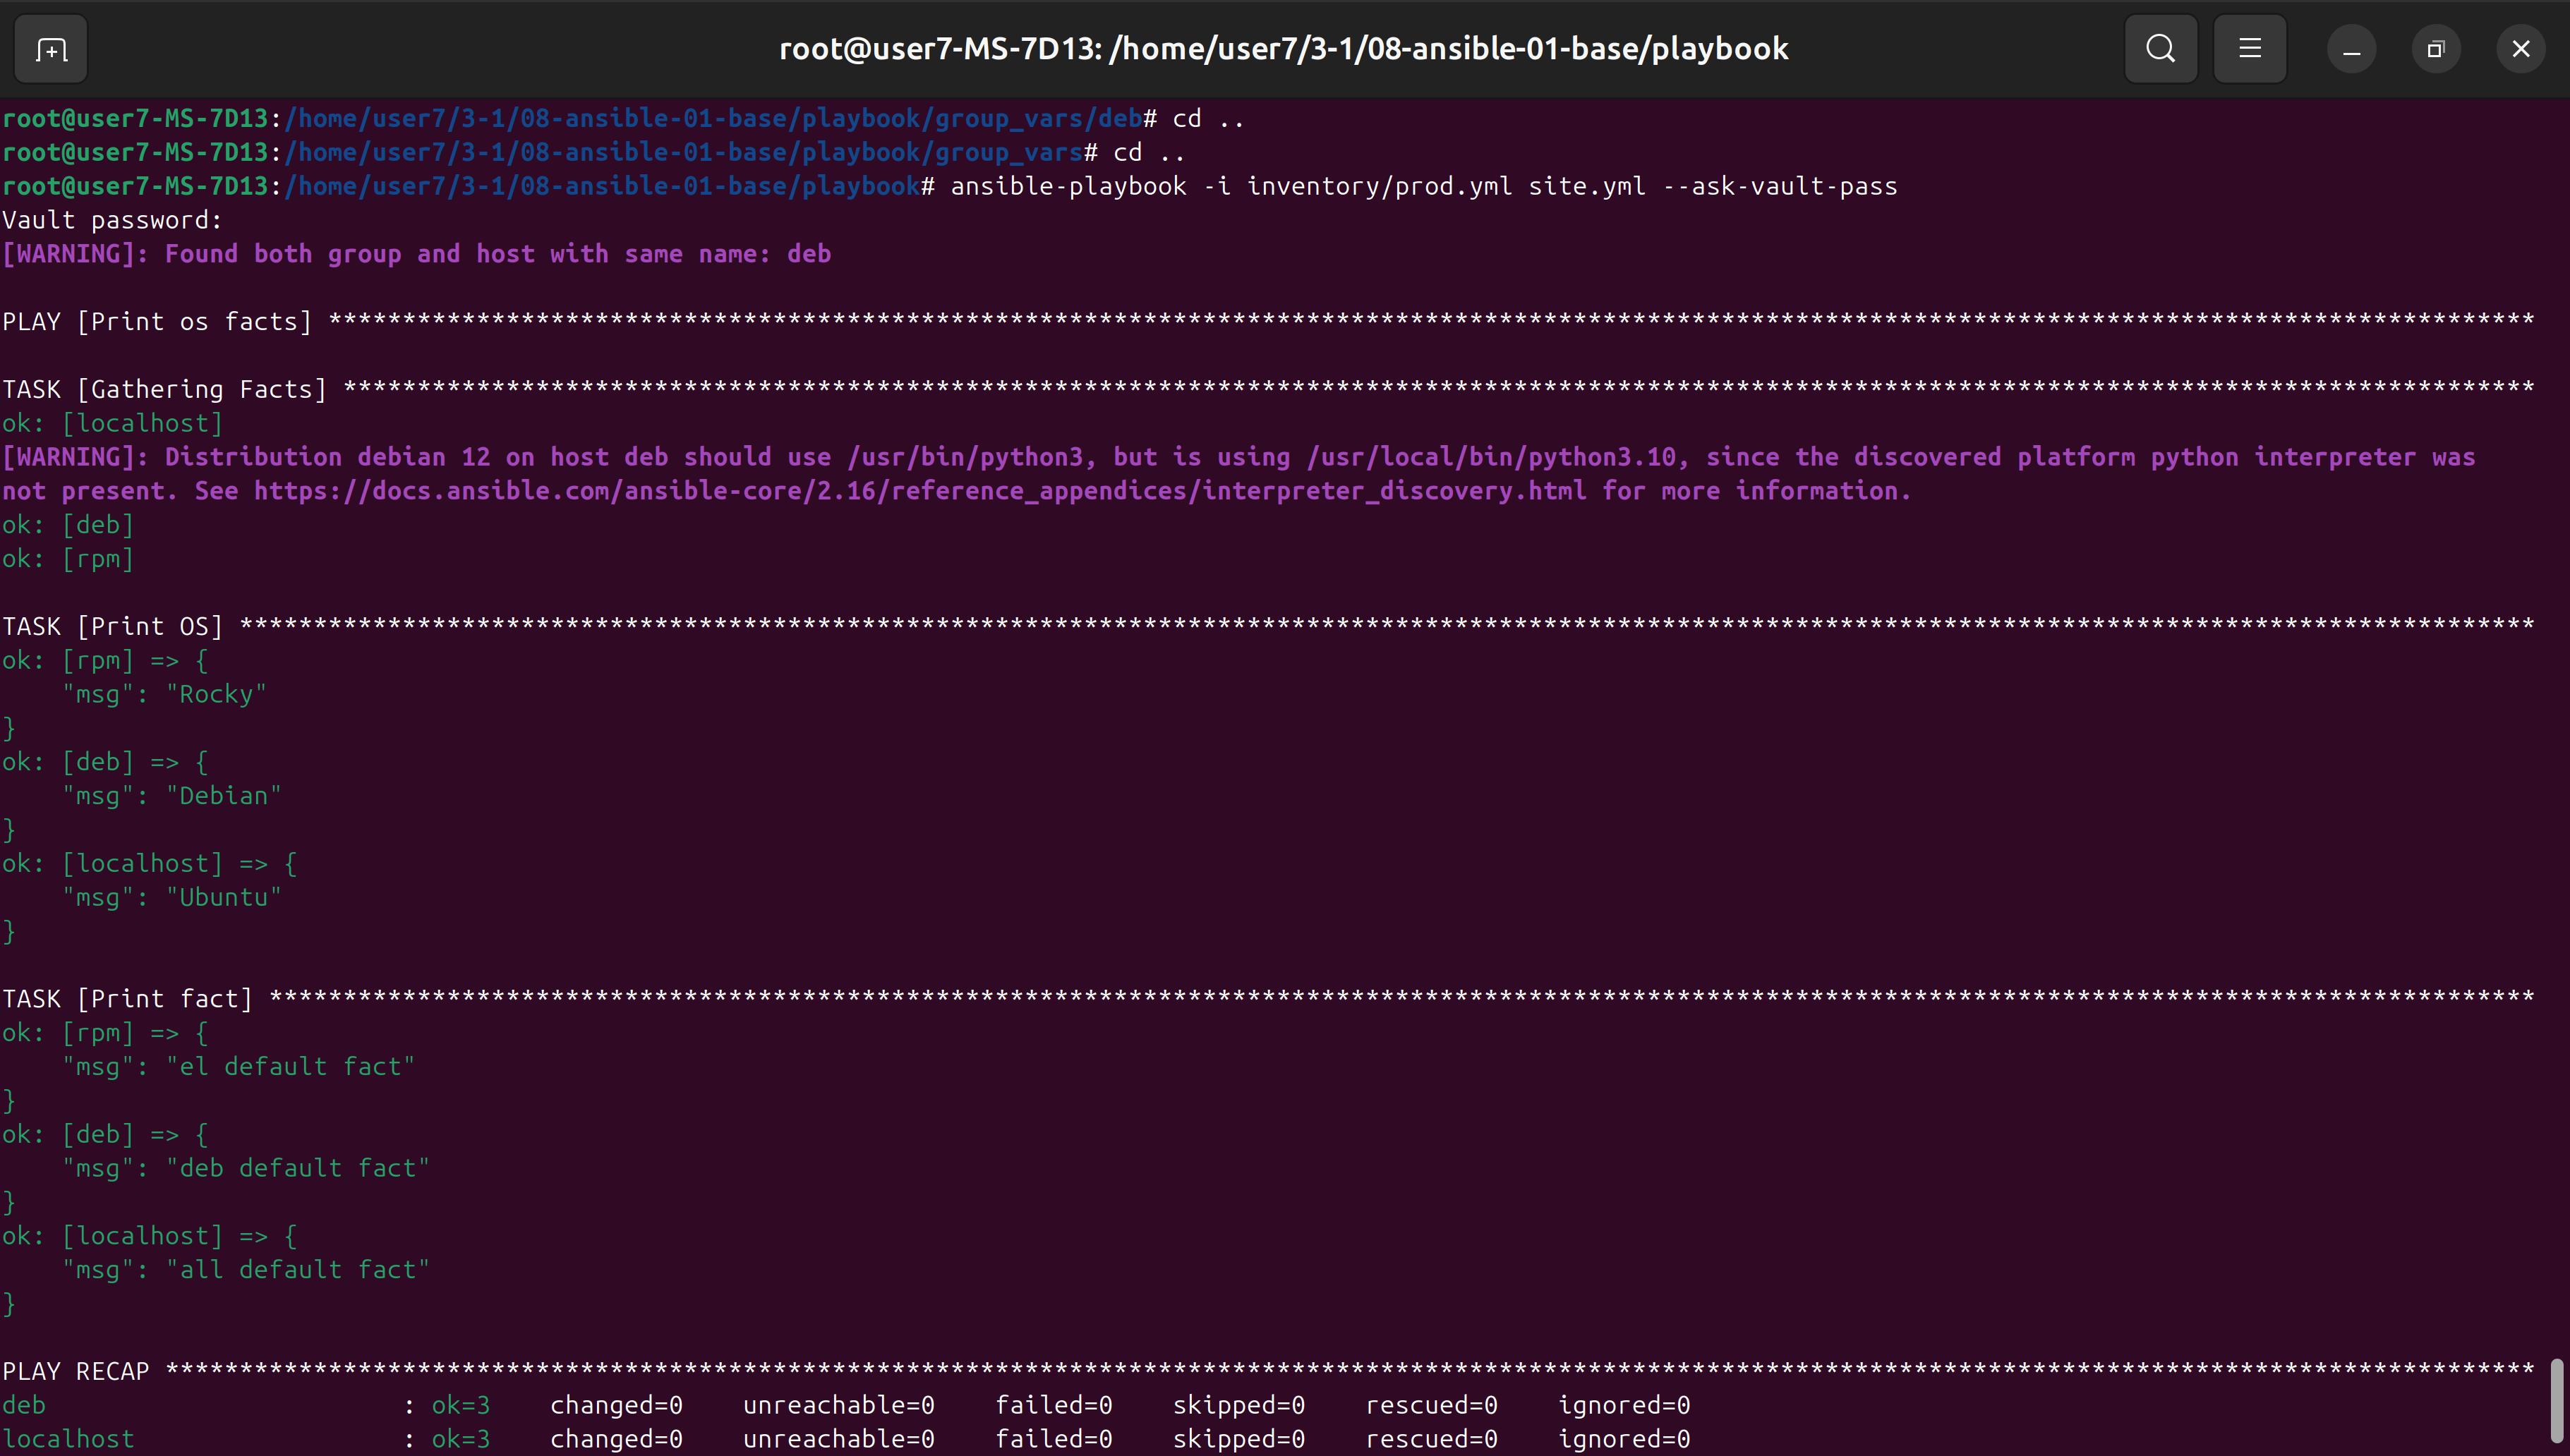 root@user7-MS-7D13: /home/user7/3-1/08-ansible-01-base/playbook
root@user7-MS-7D13:/home/user7/3-1/08-ansible-01-base/playbook/group_vars/deb# cd ..
root@user7-MS-7D13:/home/user7/3-1/08-ansible-01-base/playbook/group_vars# cd ..
root@user7-MS-7D13:/home/user7/3-1/08-ansible-01-base/playbook# ansible-playbook -i inventory/prod.yml site.yml --ask-vault-pass
Vault password:
[WARNING]: Found both group and host with same name: deb
PLAY [Print os facts] *****************************************************************************************************************************************************
TASK [Gathering Facts] ****************************************************************************************************************************************************
ok: [localhost]
[WARNING]: Distribution debian 12 on host deb should use /usr/bin/python3, but is using /usr/local/bin/python3.10, since the discovered platform python interpreter was
not present. See https://docs.ansible.com/ansible-core/2.16/reference_appendices/interpreter_discovery.html for more information.
ok: [deb]
ok: [rpm]
TASK [Print OS] ***********************************************************************************************************************************************************
ok: [rpm] => {
    "msg": "Rocky"
}
ok: [deb] => {
    "msg": "Debian"
}
ok: [localhost] => {
    "msg": "Ubuntu"
}
TASK [Print fact] *********************************************************************************************************************************************************
ok: [rpm] => {
    "msg": "el default fact"
}
ok: [deb] => {
    "msg": "deb default fact"
}
ok: [localhost] => {
    "msg": "all default fact"
}
PLAY RECAP ****************************************************************************************************************************************************************
deb                        : ok=3    changed=0    unreachable=0    failed=0    skipped=0    rescued=0    ignored=0
localhost                  : ok=3    changed=0    unreachable=0    failed=0    skipped=0    rescued=0    ignored=0